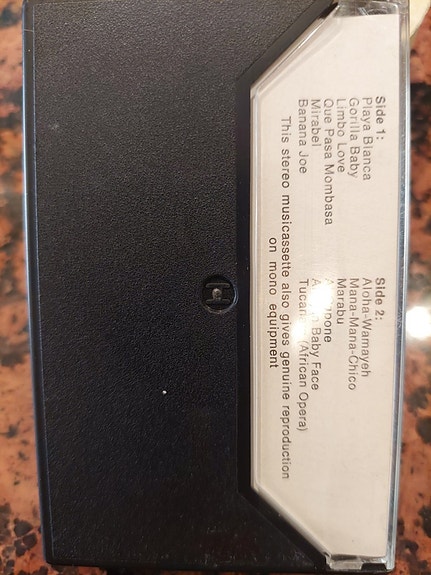 Side 1:
Playa Blanca
Gorilla Baby
Limbo Love
Que Pasa Mombasa
Mirabel
Banana Joe
Side 2:
Aloha-Wamayeh
Mana-Mana-Chico
Marabu
Baby Face
(African Opera)
This stereo musicassette also gives genuine reproduction
on mono equipment